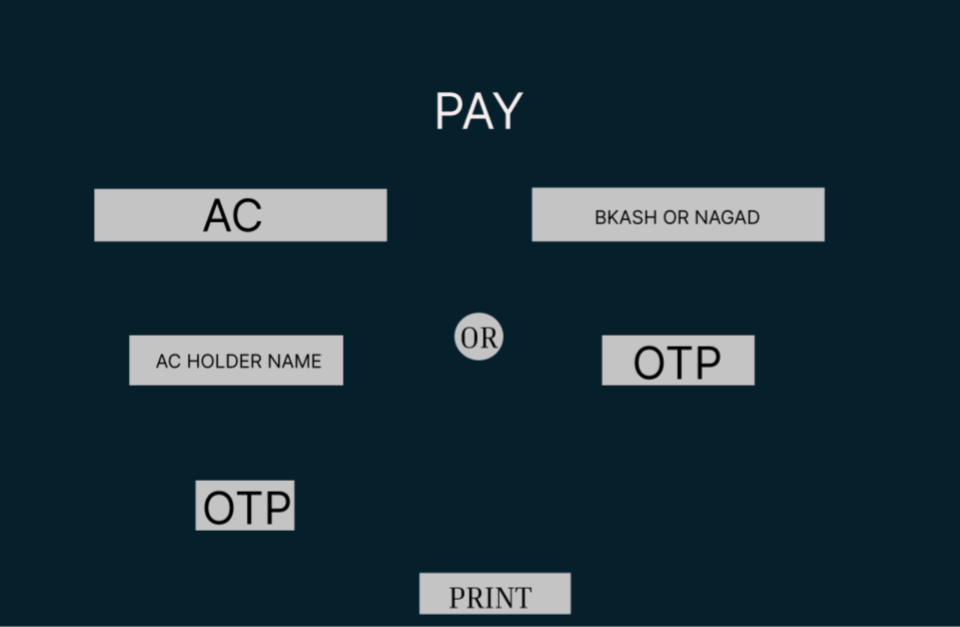 PAY
AC
BKASH OR NAGAD
OR
AC HOLDER NAME
OTP
OTP
PRINT